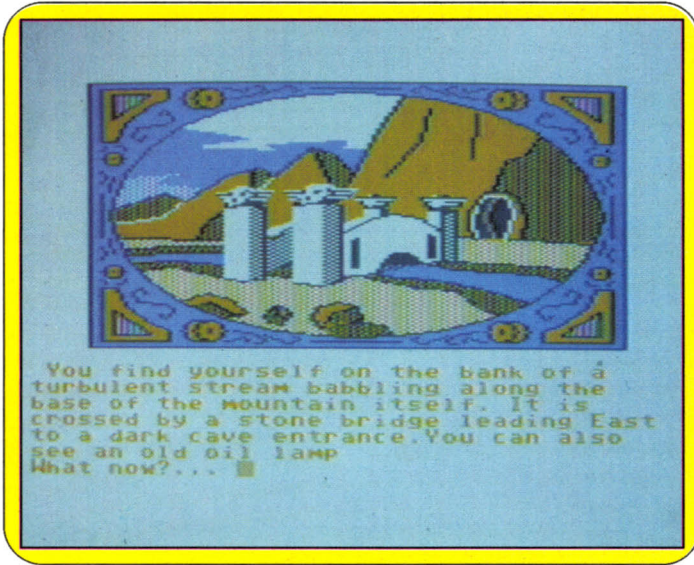 You find yourself on the bank of a
turbulent stream babbling along the
base of the mountain itself. It is
crossed by a stone bridge leading East
to a dark cave entrance.You can also
see an old oil lamp
What now?...